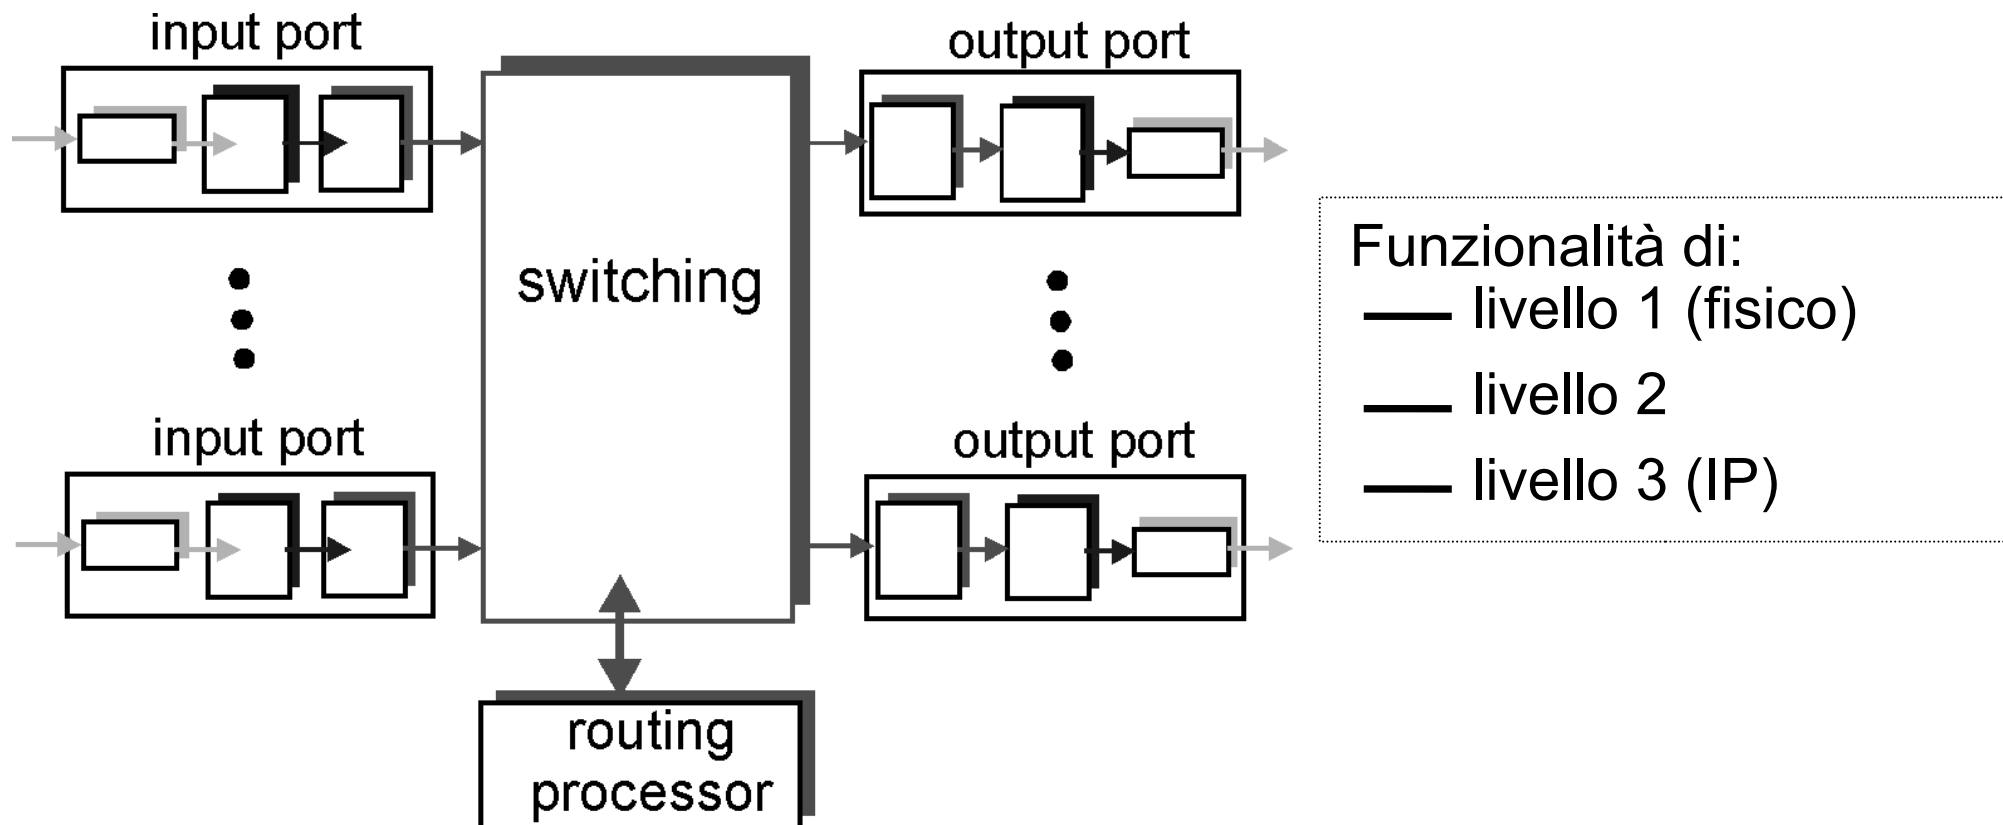 input port
output port
switching
input port
output port
routing
processor
Funzionalità di:
livello 1 (fisico)
livello 2
livello 3 (IP)